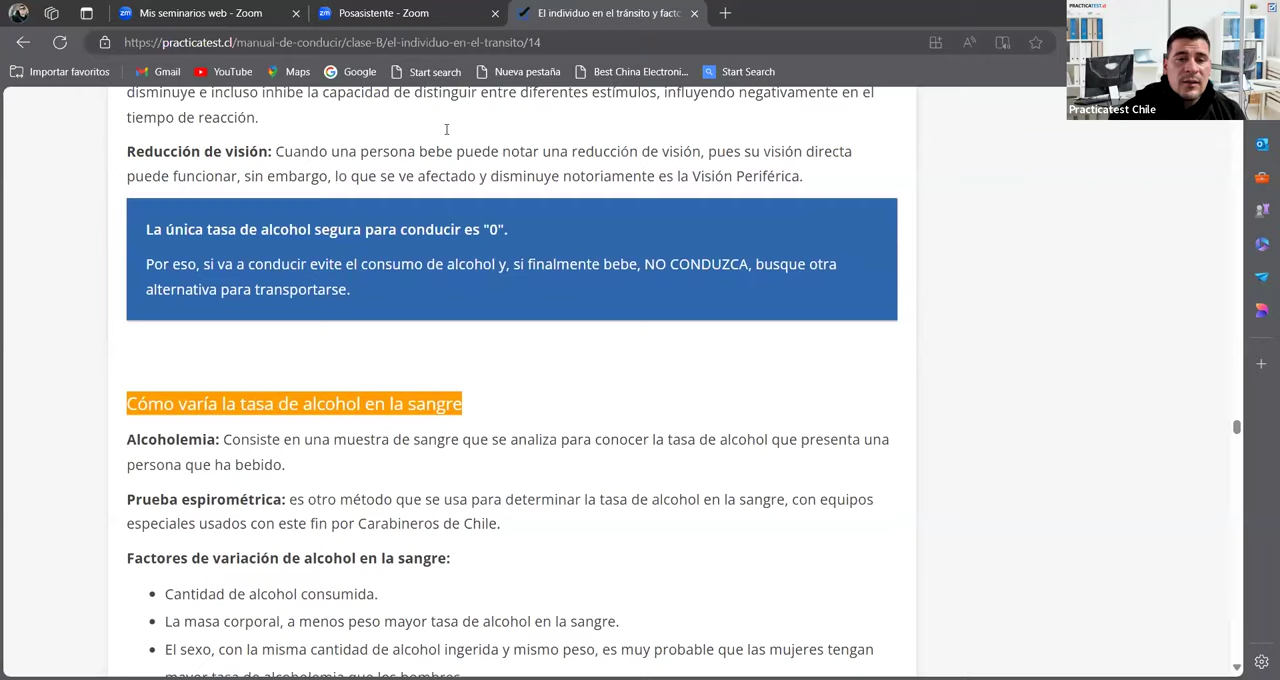 Mis seminarios web - Zoom
Posasistente - Zoom
El individuo en el tránsito y facto
https://practicatest.cl/manual-de-conducir/clase-B/el-individuo-en-el-transito/14
Importar favoritos
Gmail
YouTube
Maps
Google
Start search
Nueva pestaña
Best China Electroni...
Start Search
PRACTICATEST.cl
Practicatest Chile
disminuye e incluso inhibe la capacidad de distinguir entre diferentes estímulos, influyendo negativamente en el
tiempo de reacción.
Reducción de visión: Cuando una persona bebe puede notar una reducción de visión, pues su visión directa
puede funcionar, sin embargo, lo que se ve afectado y disminuye notoriamente es la Visión Periférica.
La única tasa de alcohol segura para conducir es "0".
Por eso, si va a conducir evite el consumo de alcohol y, si finalmente bebe, NO CONDUZCA, busque otra
alternativa para transportarse.
Cómo varía la tasa de alcohol en la sangre
Alcoholemia: Consiste en una muestra de sangre que se analiza para conocer la tasa de alcohol que presenta una
persona que ha bebido.
Prueba espirométrica: es otro método que se usa para determinar la tasa de alcohol en la sangre, con equipos
especiales usados con este fin por Carabineros de Chile.
Factores de variación de alcohol en la sangre:
Cantidad de alcohol consumida.
La masa corporal, a menos peso mayor tasa de alcohol en la sangre.
El sexo, con la misma cantidad de alcohol ingerida y mismo peso, es muy probable que las mujeres tengan
mayor tasa de alcoholemia que los hombres.